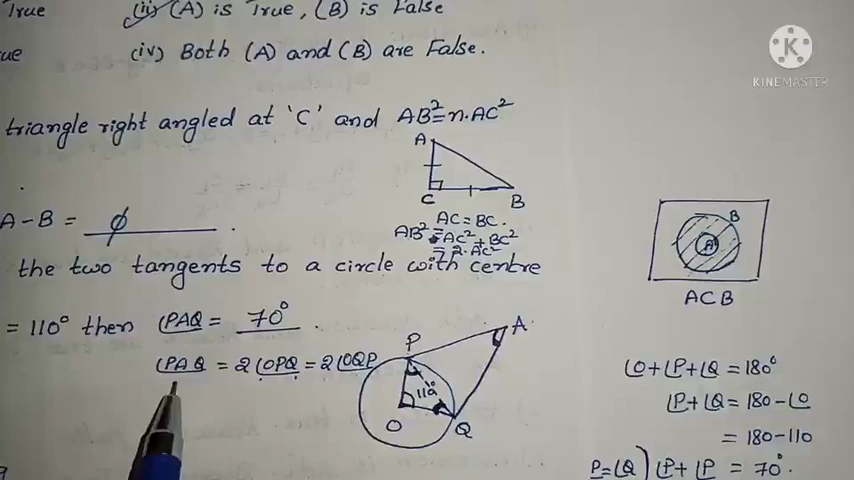 True (ii) (A) is True, (B) is False
ue (iv) Both (A) and (B) are False.
KINEMASTER
triangle right angled at 'C' and AB² = n.AC²
A
C B
AC = BC.
AB² = AC² + BC²
= 2.AC²
A-B = ϕ.
B
A
ACB
the two tangents to a circle with centre
= 110° then ∠PAQ = 70°.
∠PAQ = 2∠OPQ = 2∠OQP
P A
110°
O Q
∠O+∠P+∠Q = 180°
∠P+∠Q = 180-∠O
= 180-110
P=∠Q) ∠P+∠P = 70°.